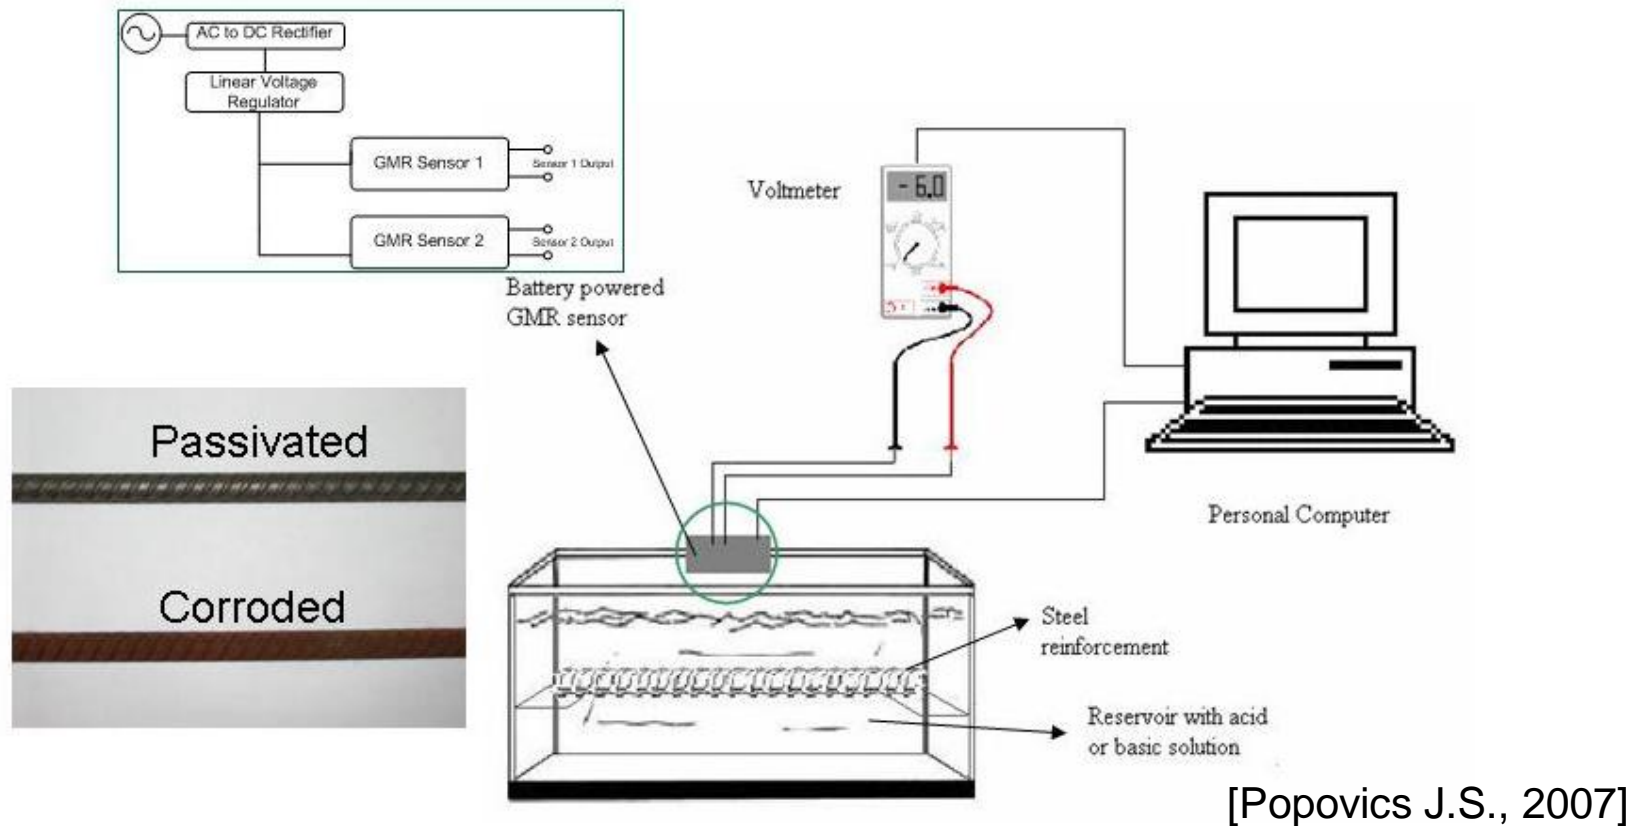 AC to DC Rectifier
Linear Voltage
Regulator
GMR Sensor 1
Sensor 1 Output
GMR Sensor 2
Sensor 2 Output
Battery powered
GMR sensor
Voltmeter
- 6.0
Personal Computer
Passivated
Corroded
Steel
reinforcement
Reservoir with acid
or basic solution
[Popovics J.S., 2007]